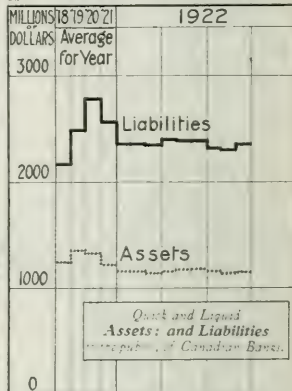 MILLIONS '18 '19 '20 '21 1922
OF
DOLLARS Average
for Year
3000
Liabilities
2000
Assets
1000
Quick and Liquid
Assets: and Liabilities
of Canadian Banks.
0